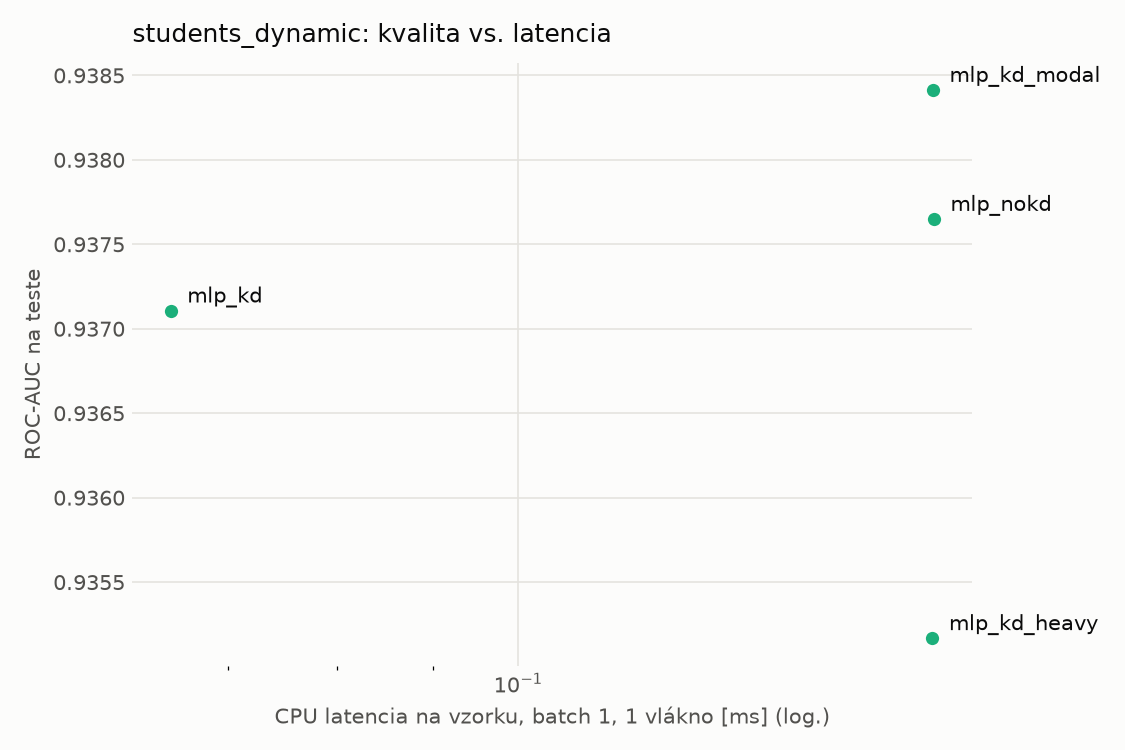 students_dynamic: kvalita vs. latencia
0.9385
mlp_kd_modal
0.9380
mlp_nokd
0.9375
mlp_kd
0.9370
0.9365
0.9360
0.9355
mlp_kd_heavy
ROC-AUC na teste
10⁻¹
CPU latencia na vzorku, batch 1, 1 vlákno [ms] (log.)